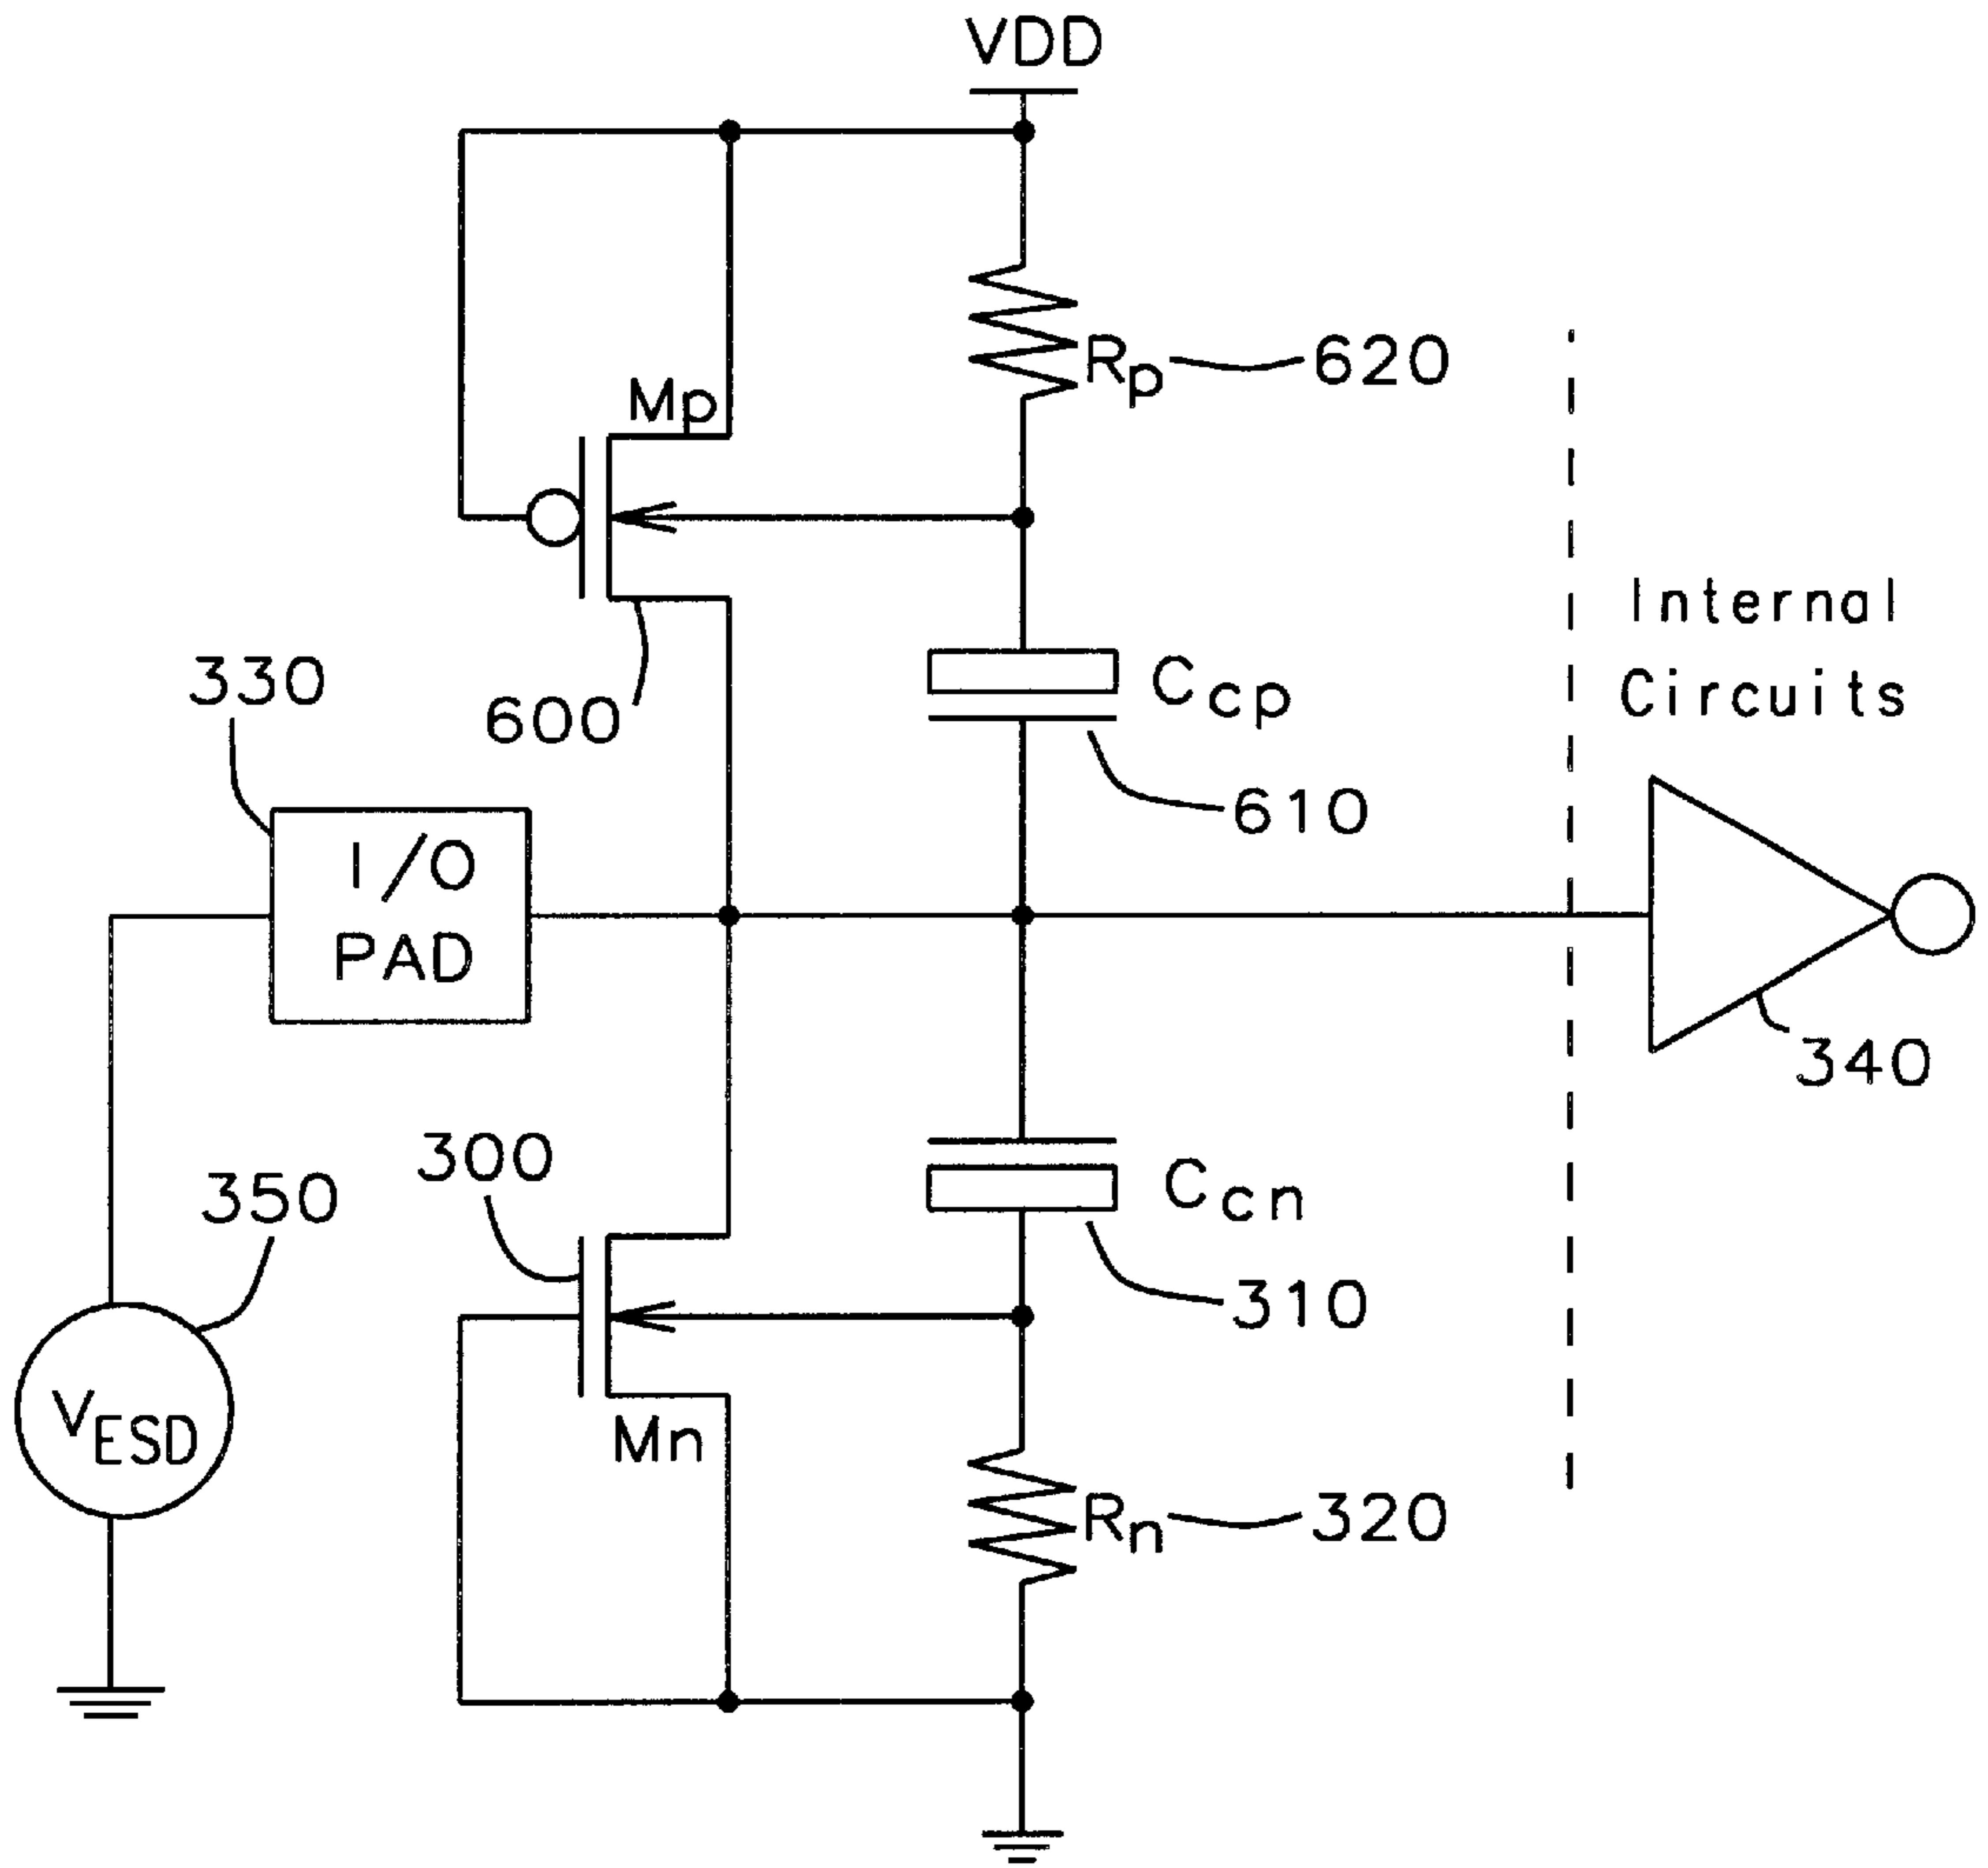 VDD
Rp
620
Mp
Internal
Circuits
330
600
Ccp
610
I/O
PAD
340
300
350
Ccn
310
VESD
Mn
Rn
320